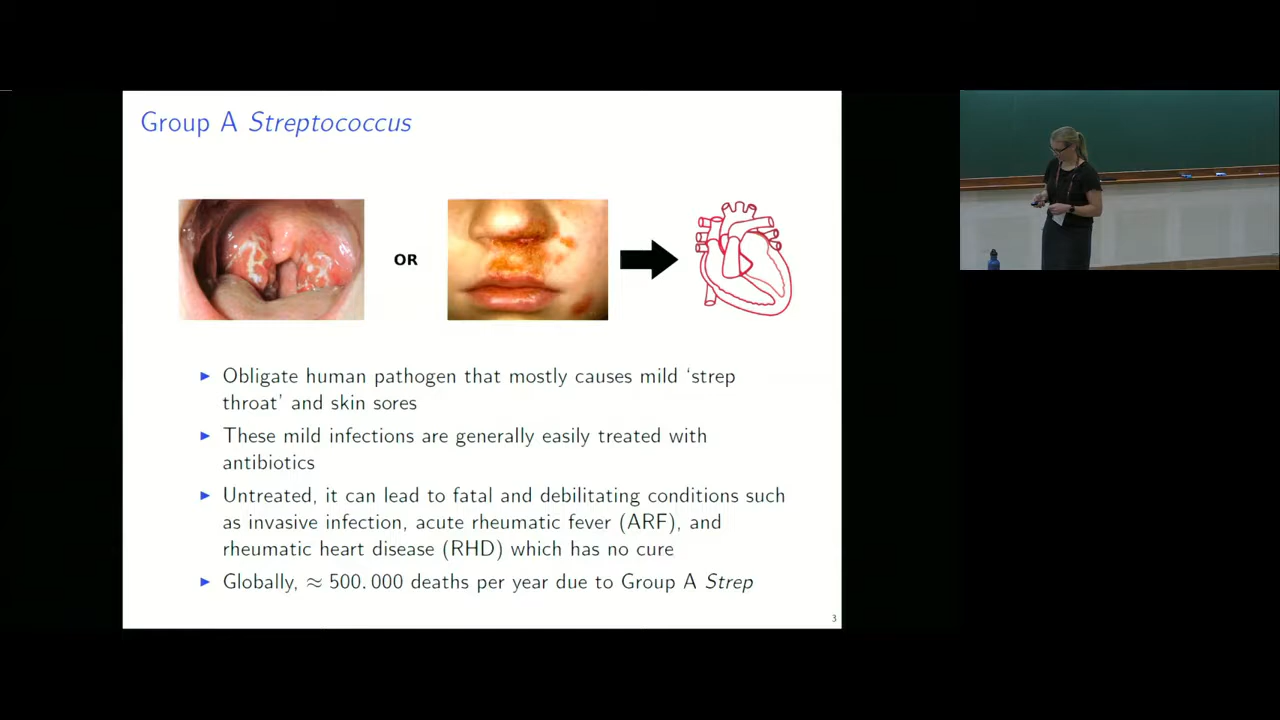 Group A Streptococcus
OR
▶ Obligate human pathogen that mostly causes mild ‘strep
throat’ and skin sores
▶ These mild infections are generally easily treated with
antibiotics
▶ Untreated, it can lead to fatal and debilitating conditions such
as invasive infection, acute rheumatic fever (ARF), and
rheumatic heart disease (RHD) which has no cure
▶ Globally, ≈ 500. 000 deaths per year due to Group A Strep
3